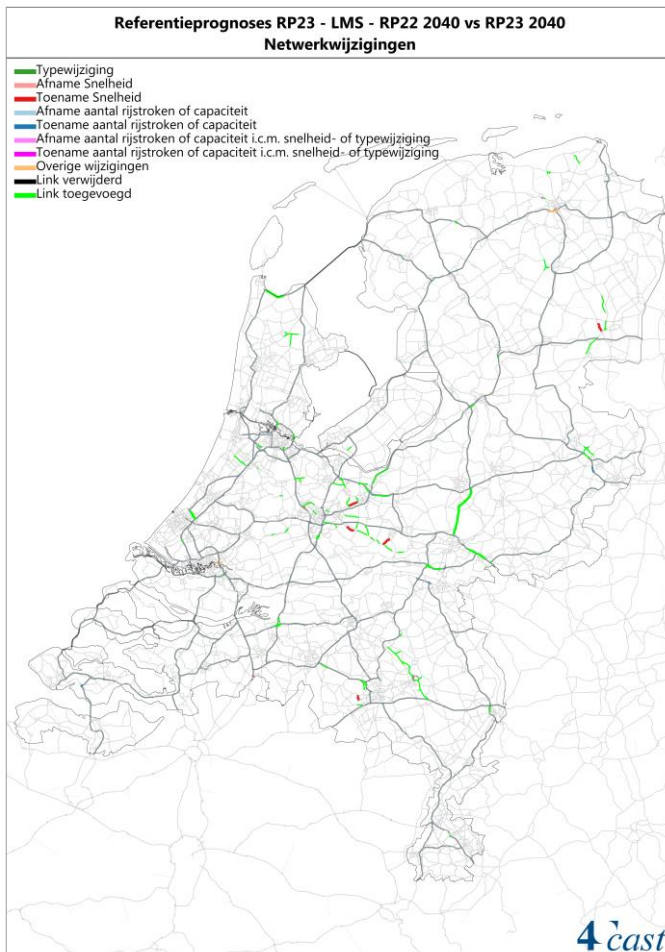 Referentieprognoses RP23 - LMS - RP22 2040 vs RP23 2040
Netwerkwijzigingen
Typewijziging
Afname Snelheid
Toename Snelheid
Afname aantal rijstroken of capaciteit
Toename aantal rijstroken of capaciteit
Afname aantal rijstroken of capaciteit i.c.m. snelheid- of typewijziging
Toename aantal rijstroken of capaciteit i.c.m. snelheid- of typewijziging
Overige wijzigingen
Link verwijderd
Link toegevoegd
4cast